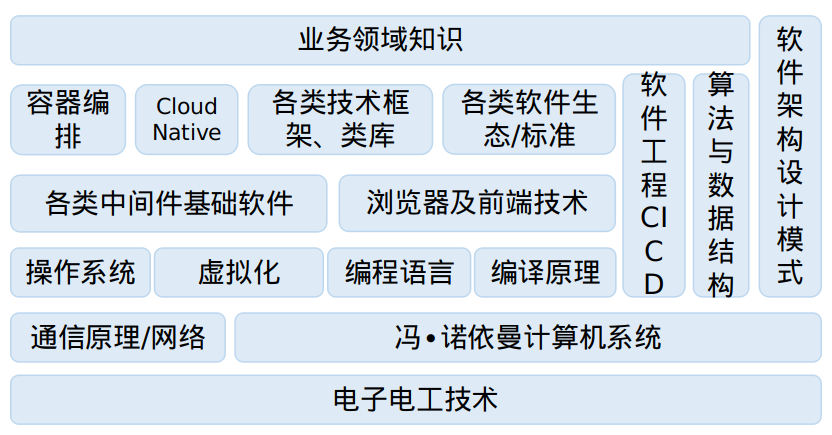 业务领域知识
软
件
架
构
设
计
模
式
容器编
排
Cloud
Native
各类技术框
架、类库
各类软件生
态/标准
软
件
工
程
CI
C
D
算
法
与
数
据
结
构
各类中间件基础软件
浏览器及前端技术
操作系统
虚拟化
编程语言
编译原理
通信原理/网络
冯•诺依曼计算机系统
电子电工技术